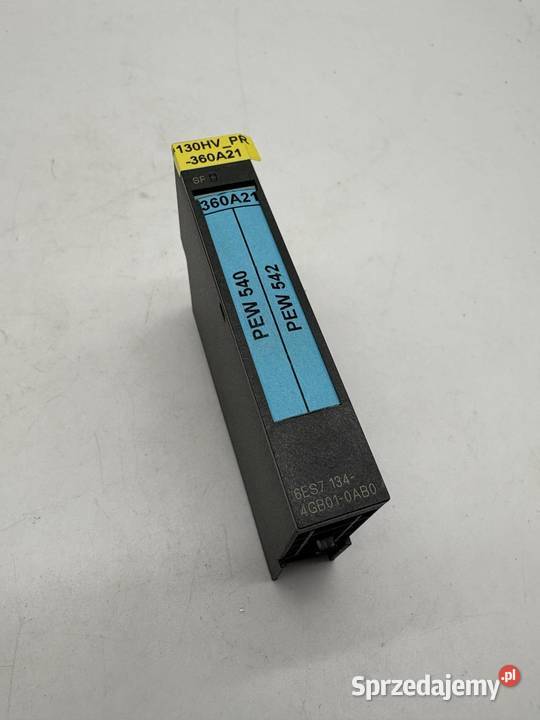 130HV_PR
-360A21
SF
360A21
PEW 540
PEW 542
6ES7 134-
4GB01-0AB0
Sprzedajemy.pl